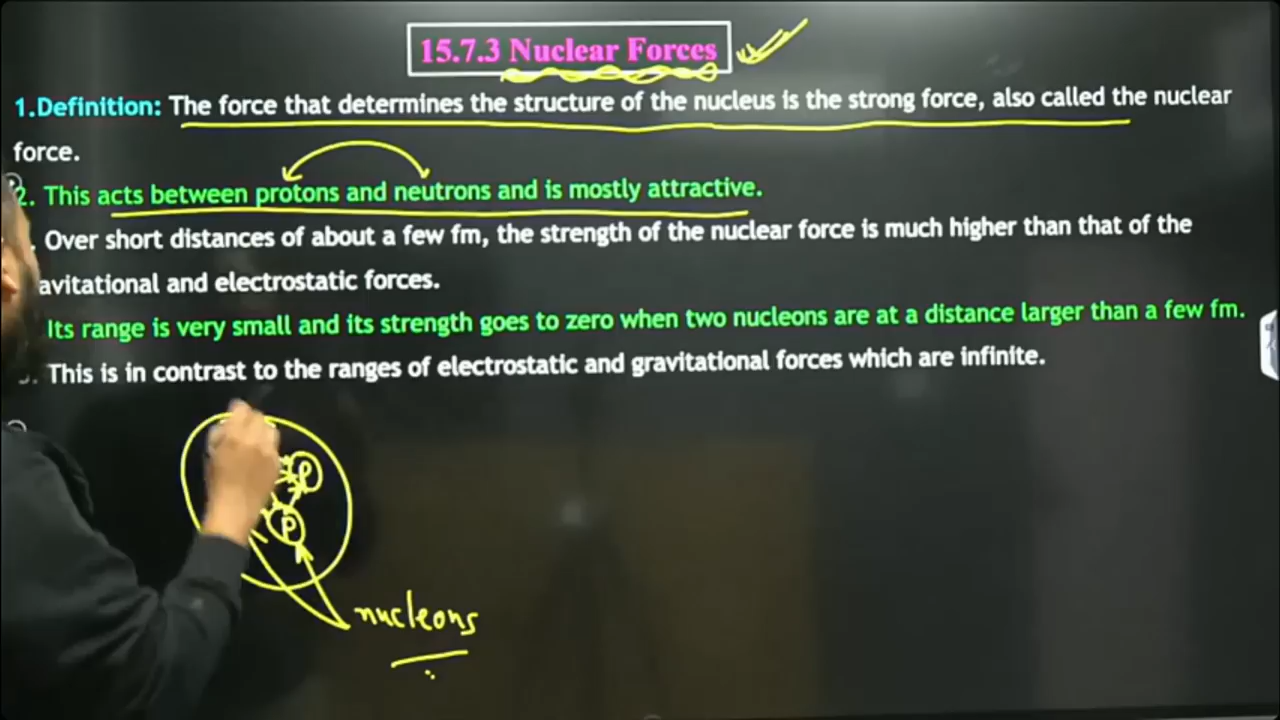 15.7.3 Nuclear Forces
1.Definition: The force that determines the structure of the nucleus is the strong force, also called the nuclear
force.
2. This acts between protons and neutrons and is mostly attractive.
. Over short distances of about a few fm, the strength of the nuclear force is much higher than that of the
avitational and electrostatic forces.
Its range is very small and its strength goes to zero when two nucleons are at a distance larger than a few fm.
. This is in contrast to the ranges of electrostatic and gravitational forces which are infinite.
P
P
nucleons